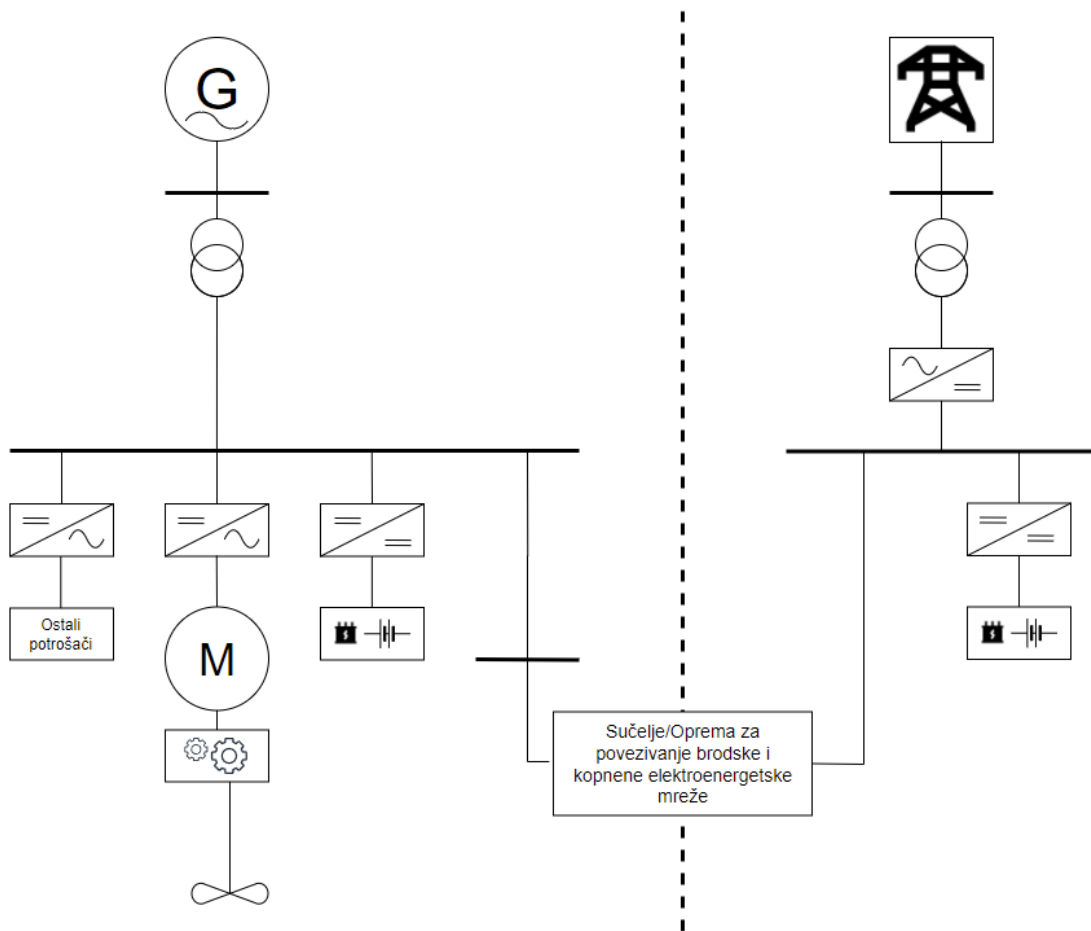 G
Ostali
potrošači
M
Sučelje/Oprema za
povezivanje brodske i
kopnene elektroenergetske
mreže